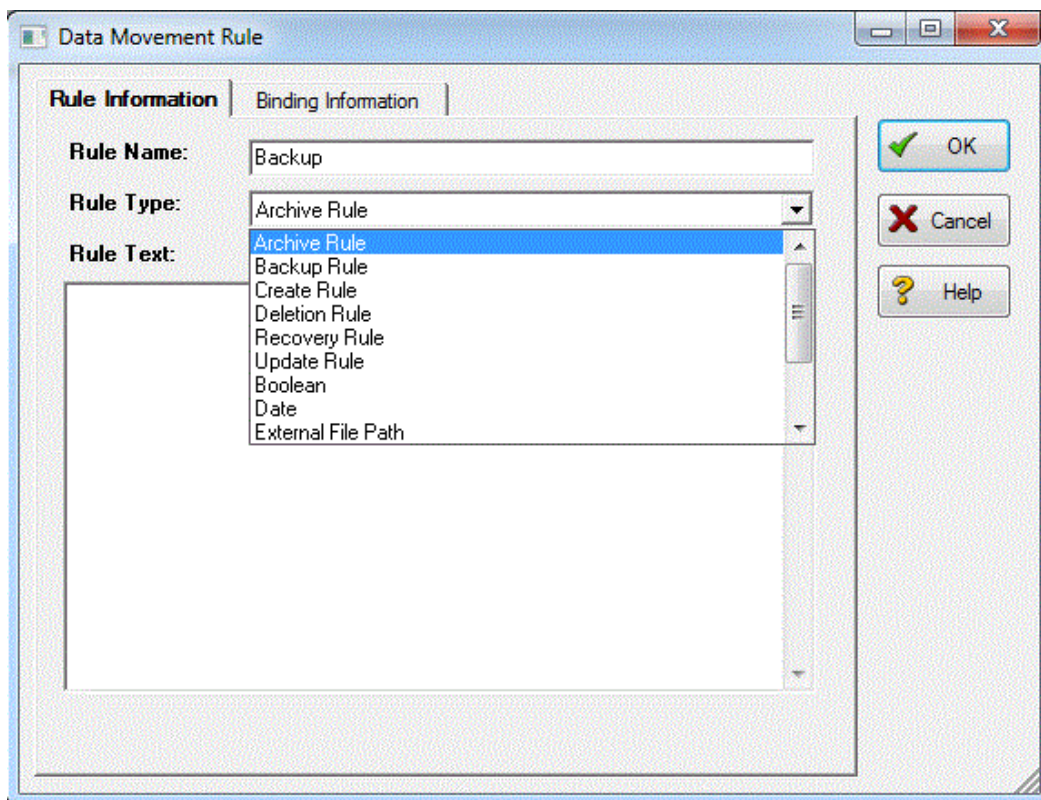 Data Movement Rule
Rule Information
Binding Information
Rule Name:
Backup
Rule Type:
Archive Rule
Rule Text:
Archive Rule
Backup Rule
Create Rule
Deletion Rule
Recovery Rule
Update Rule
Boolean
Date
External File Path
OK
Cancel
Help